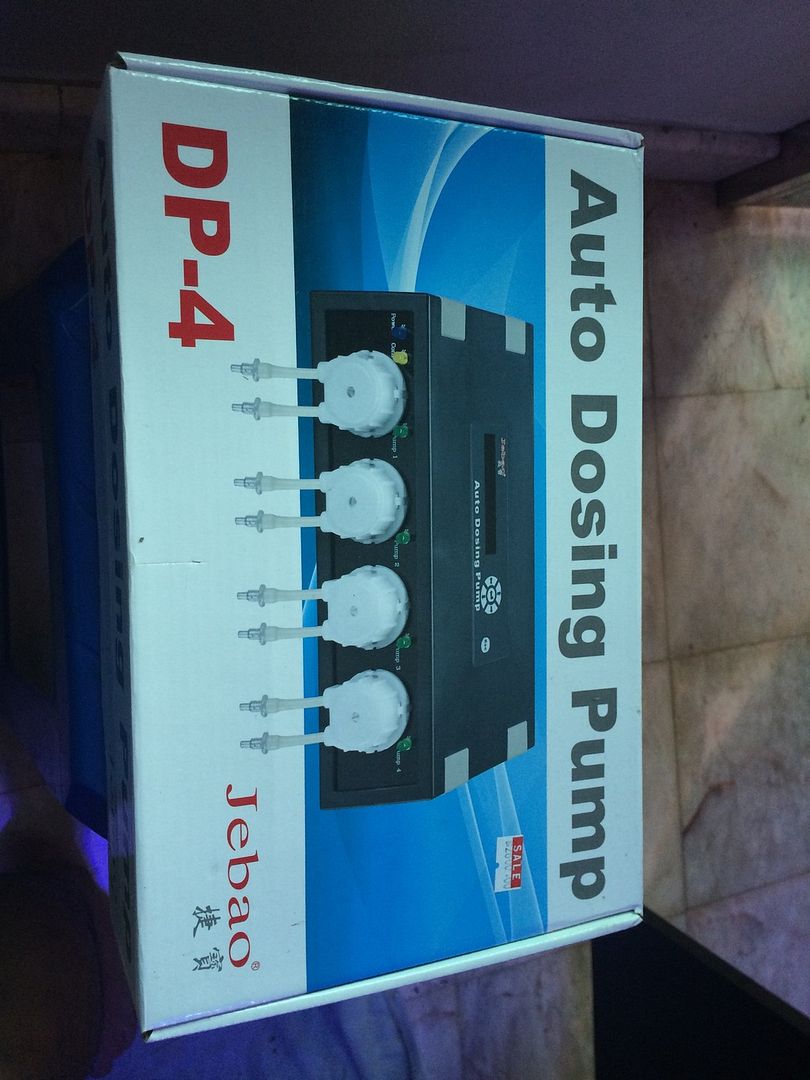 Auto Dosing Pump
Jebao
Auto Dosing Pump
Pump 1
Pump 2
Pump 3
Pump 4
SALE
DP-4
Jebao®
捷寶